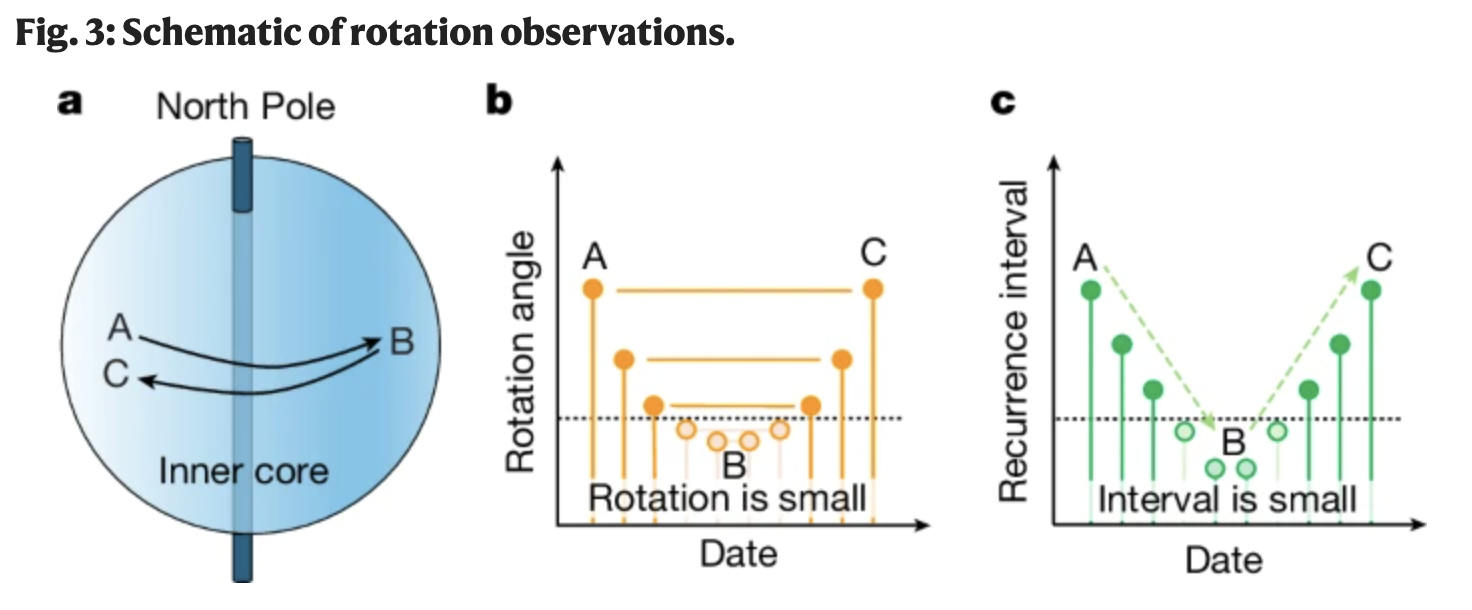 Fig. 3: Schematic of rotation observations.
a
North Pole
A
B
C
Inner core
b
Rotation angle
A
C
B
Rotation is small
Date
c
Recurrence interval
A
C
B
Interval is small
Date